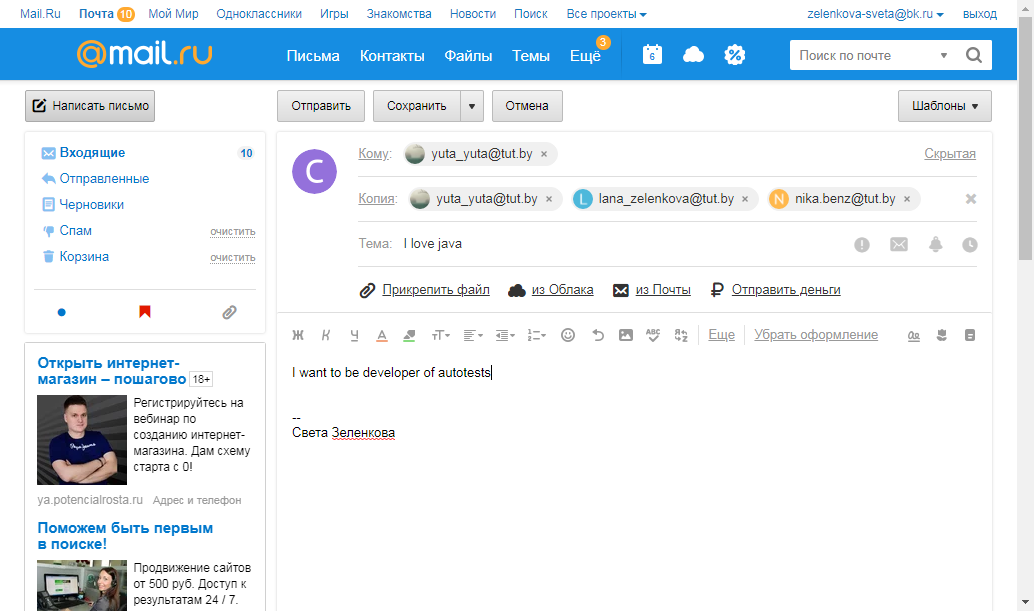 Mail.Ru Почта 10 Мой Мир Одноклассники Игры Знакомства Новости Поиск Все проекты zelenkova-sveta@bk.ru выход
@mail.ru Письма Контакты Файлы Темы Ещё 3 6 % Поиск по почте
Написать письмо Отправить Сохранить Отмена Шаблоны
Входящие 10
Отправленные
Черновики
Спам очистить
Корзина очистить
Открыть интернет-
магазин – пошагово 18+
Регистрируйтесь на
вебинар по
созданию интернет-
магазина. Дам схему
старта с 0!
ya.potencialrosta.ru Адрес и телефон
Поможем быть первым
в поиске!
Продвижение сайтов
от 500 руб. Доступ к
результатам 24 / 7.
С
Кому: yuta_yuta@tut.by × Скрытая
Копия: yuta_yuta@tut.by × L lana_zelenkova@tut.by × N nika.benz@tut.by ×
Тема: I love java
Прикрепить файл из Облака из Почты ₽ Отправить деньги
Ж К Ч А тТ ABC Еще Убрать оформление
I want to be developer of autotests
--
Света Зеленкова